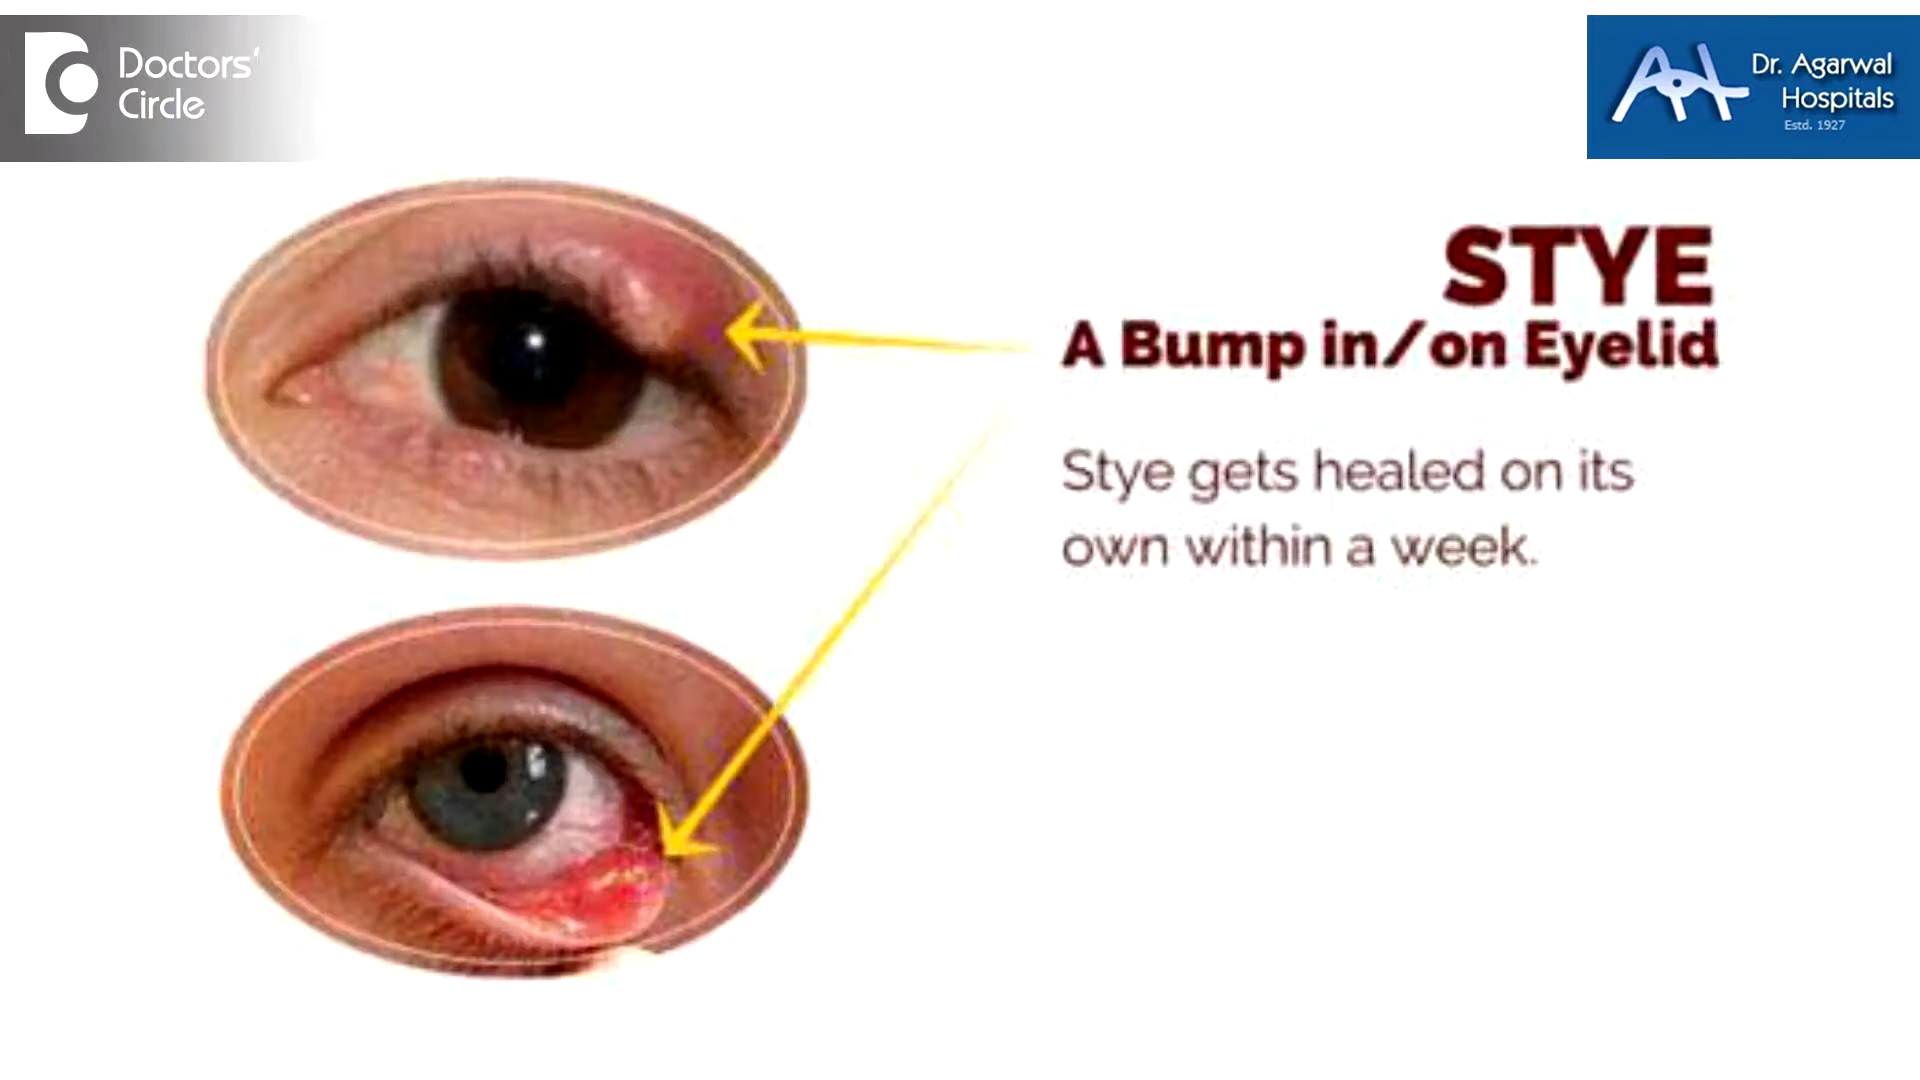 Doctors'
Circle
Dr. Agarwal
Hospitals
Estd. 1927
STYE
A Bump in/on Eyelid
Stye gets healed on its
own within a week.